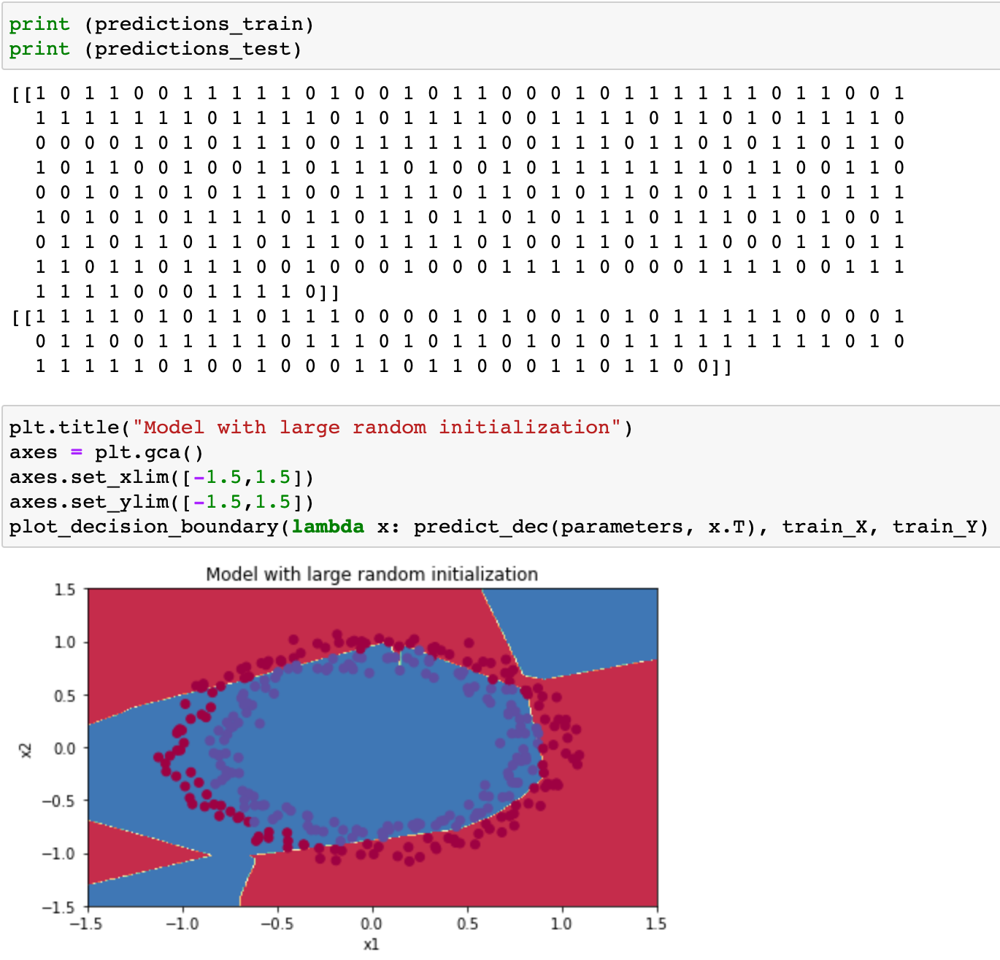 print (predictions_train)
print (predictions_test)
[[1 0 1 1 0 0 1 1 1 1 1 0 1 0 0 1 0 1 1 0 0 0 1 0 1 1 1 1 1 1 0 1 1 0 0 1
1 1 1 1 1 1 1 0 1 1 1 1 0 1 0 1 1 1 1 0 0 1 1 1 1 0 1 1 0 1 0 1 1 1 1 0
0 0 0 0 1 0 1 0 1 1 1 0 0 1 1 1 1 1 1 0 0 1 1 1 0 1 1 0 1 0 1 1 0 1 1 0
1 0 1 1 0 0 1 0 0 1 1 0 1 1 1 0 1 0 0 1 0 1 1 1 1 1 1 0 1 1 0 0 1 1 0
0 0 1 0 1 0 1 0 1 1 1 0 0 1 1 1 1 0 1 1 0 1 0 1 1 0 1 0 1 1 1 1 0 1 1 1
1 0 1 0 1 0 1 1 1 1 0 1 1 0 1 1 0 1 1 0 1 0 1 1 1 0 1 1 1 0 1 0 1 0 0 1
0 1 1 0 1 1 0 1 1 0 1 1 1 0 1 1 1 1 0 1 0 0 1 1 0 1 1 1 0 0 0 1 1 0 1 1
1 1 0 1 1 0 1 1 1 0 0 1 0 0 0 1 0 0 0 1 1 1 1 0 0 0 0 1 1 1 1 0 0 1 1 1
1 1 1 1 0 0 0 1 1 1 1 0]]
[[1 1 1 1 0 1 0 1 1 0 1 1 1 0 0 0 0 1 0 1 0 0 1 0 1 0 1 1 1 1 1 0 0 0 0 1
0 1 1 0 0 1 1 1 1 1 0 1 1 1 0 1 0 1 1 0 1 0 1 0 1 1 1 1 1 1 1 1 1 0 1 0
1 1 1 1 1 0 1 0 0 1 0 0 0 1 1 0 1 1 0 0 0 1 1 0 1 1 0 0]]
plt.title("Model with large random initialization")
axes = plt.gca()
axes.set_xlim([-1.5,1.5])
axes.set_ylim([-1.5,1.5])
plot_decision_boundary(lambda x: predict_dec(parameters, x.T), train_X, train_Y)
Model with large random initialization
1.5
1.0
0.5
0.0
−0.5
−1.0
−1.5
x2
−1.5 −1.0 −0.5 0.0 0.5 1.0 1.5
x1